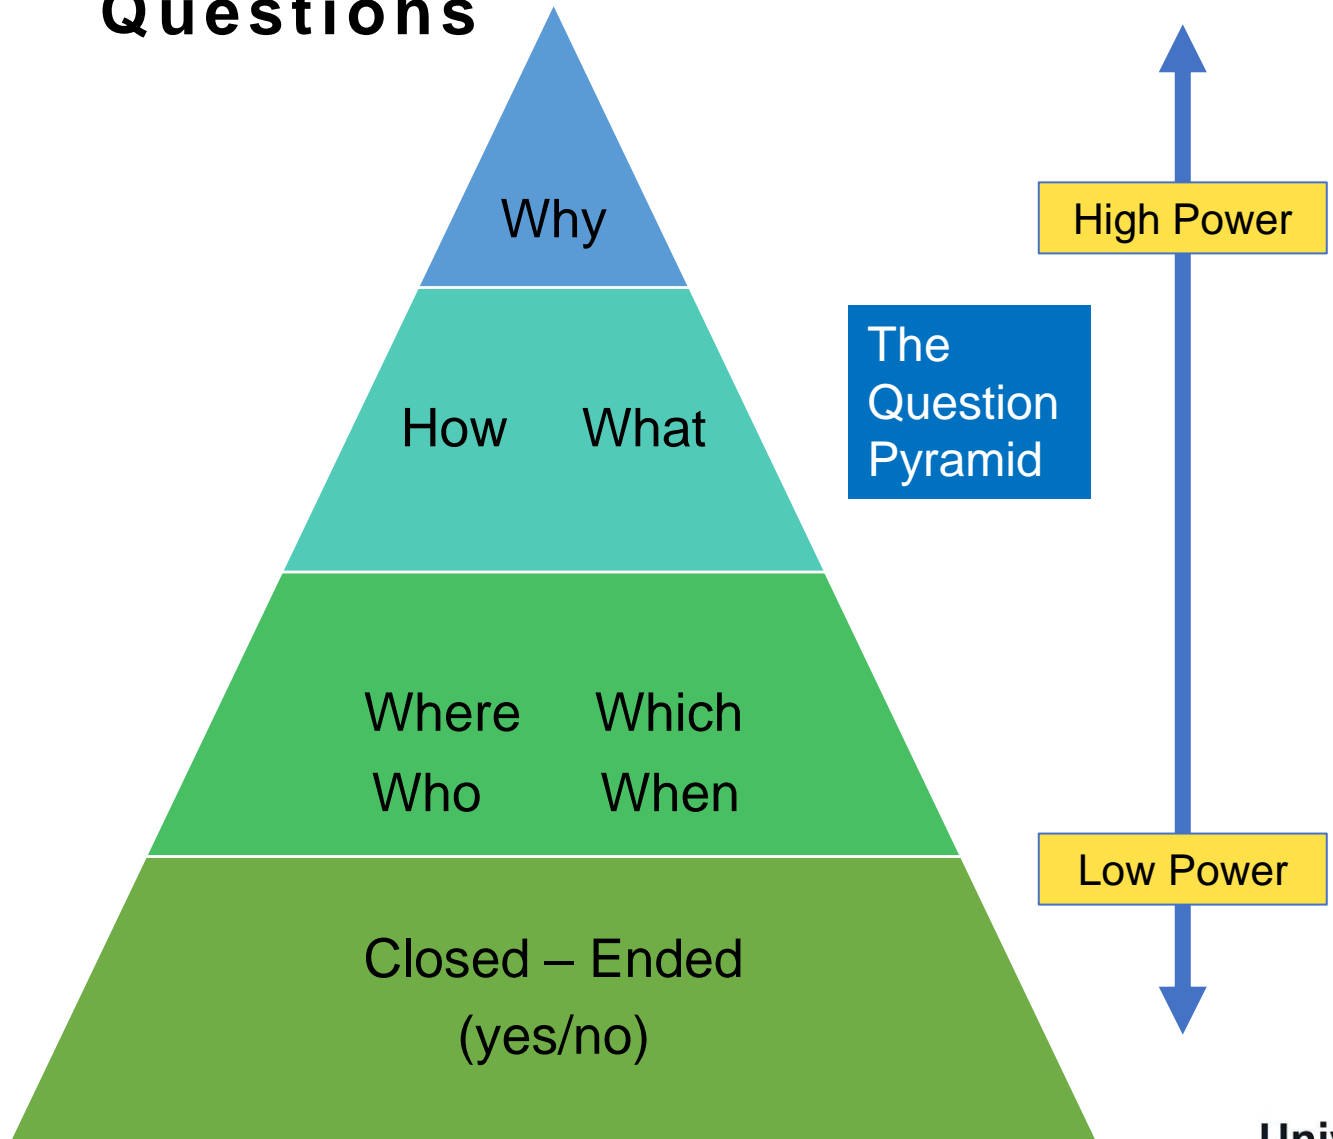 Questions
Why
High Power
The
Question
Pyramid
How What
Where Which
Who When
Low Power
Closed – Ended
(yes/no)